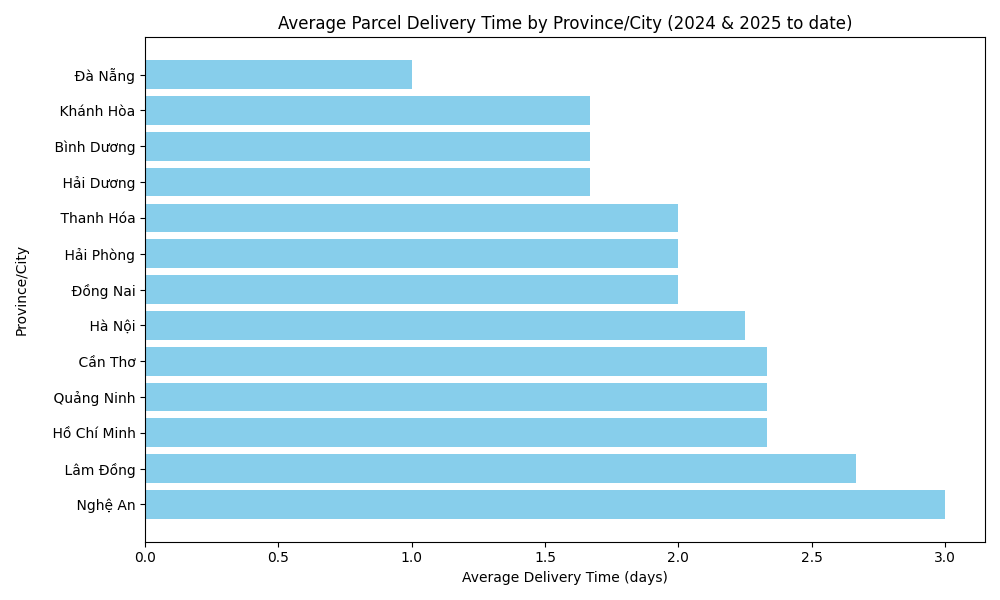 Average Parcel Delivery Time by Province/City (2024 & 2025 to date)
Province/City
Đà Nẵng
Khánh Hòa
Bình Dương
Hải Dương
Thanh Hóa
Hải Phòng
Đồng Nai
Hà Nội
Cần Thơ
Quảng Ninh
Hồ Chí Minh
Lâm Đồng
Nghệ An
0.0 0.5 1.0 1.5 2.0 2.5 3.0
Average Delivery Time (days)